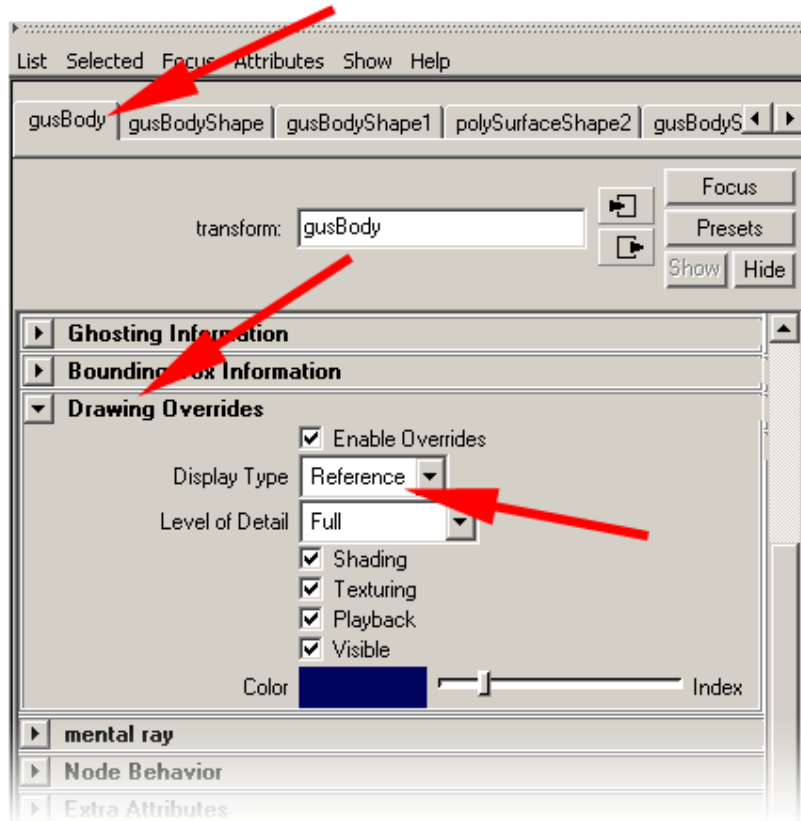 List Selected Focus Attributes Show Help
gusBody gusBodyShape gusBodyShape1 polySurfaceShape2 gusBodyS
Focus
transform: gusBody
Presets
Show Hide
Ghosting Information
Bounding Box Information
Drawing Overrides
Enable Overrides
Display Type Reference
Level of Detail Full
Shading
Texturing
Playback
Visible
Color Index
mental ray
Node Behavior
Extra Attributes